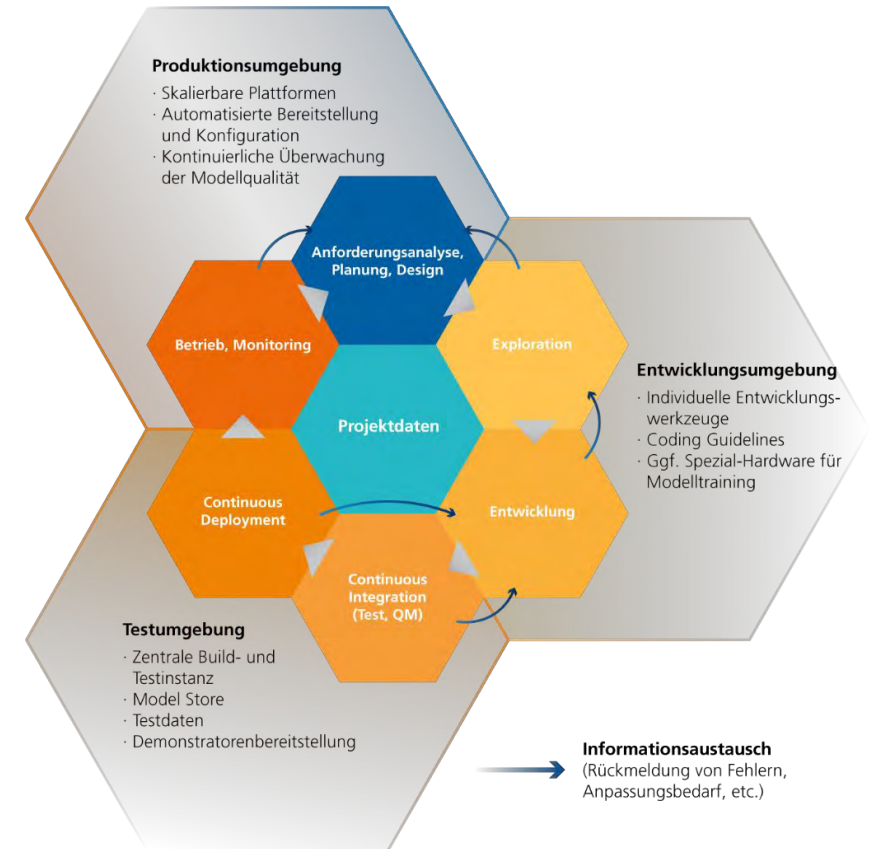 Produktionsumgebung
· Skalierbare Plattformen
· Automatisierte Bereitstellung
und Konfiguration
· Kontinuierliche Überwachung
der Modellqualität
Anforderungsanalyse,
Planung, Design
Betrieb, Monitoring
Exploration
Projektdaten
Continuous
Deployment
Entwicklung
Continuous
Integration
(Test, QM)
Entwicklungsumgebung
· Individuelle Entwicklungs-
werkzeuge
· Coding Guidelines
· Ggf. Spezial-Hardware für
Modelltraining
Testumgebung
· Zentrale Build- und
Testinstanz
· Model Store
· Testdaten
· Demonstratorenbereitstellung
Informationsaustausch
(Rückmeldung von Fehlern,
Anpassungsbedarf, etc.)